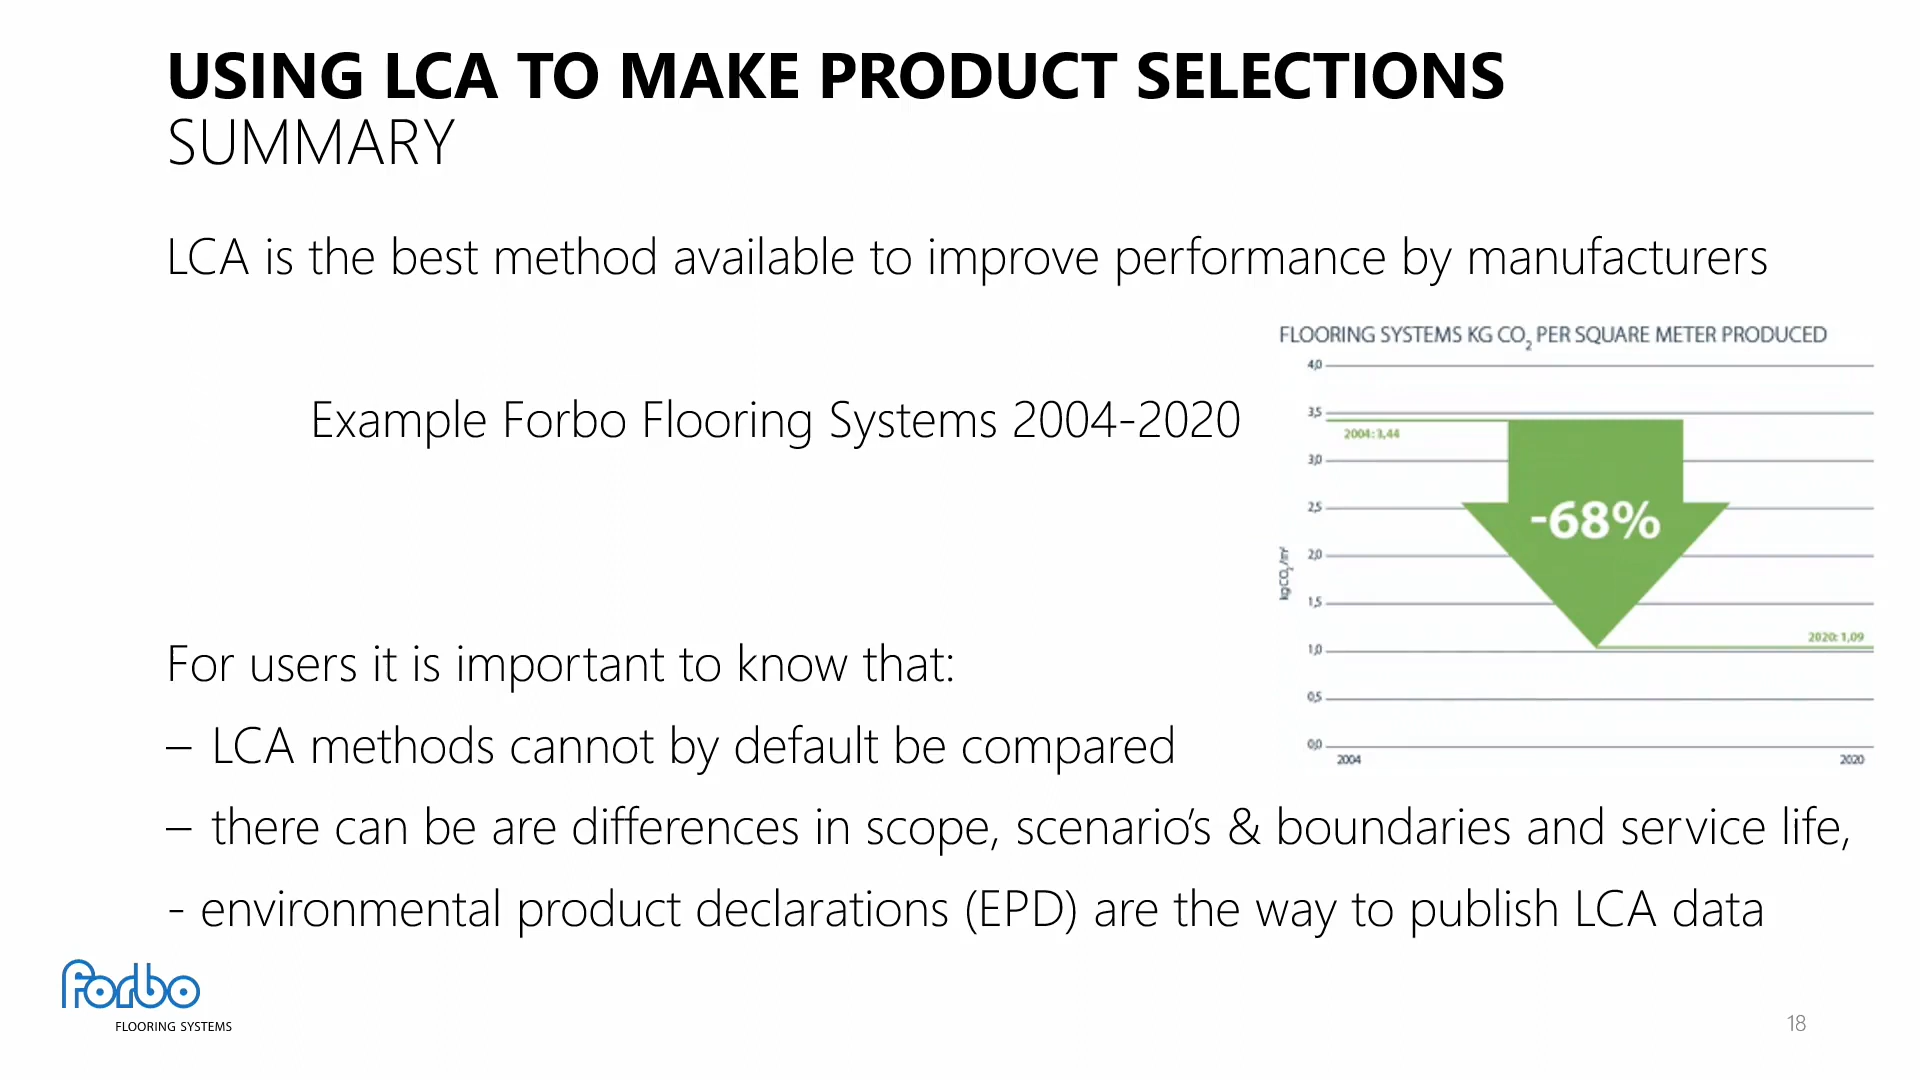 USING LCA TO MAKE PRODUCT SELECTIONS
SUMMARY
LCA is the best method available to improve performance by manufacturers
Example Forbo Flooring Systems 2004-2020
FLOORING SYSTEMS KG CO2 PER SQUARE METER PRODUCED
4,0
3,5
2004: 3,44
3,0
2,5
-68%
2,0
kg CO2/m²
1,5
2020: 1,09
1,0
0,5
0,0
2004 2020
For users it is important to know that:
– LCA methods cannot by default be compared
– there can be are differences in scope, scenario’s & boundaries and service life,
- environmental product declarations (EPD) are the way to publish LCA data
forbo
FLOORING SYSTEMS
18